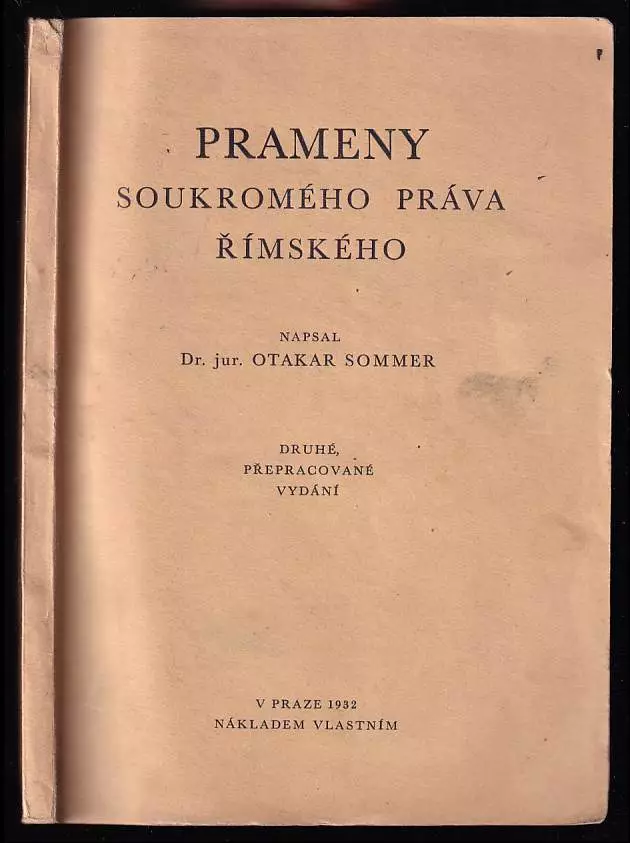 PRAMENY
SOUKROMÉHO PRÁVA
ŘÍMSKÉHO
NAPSAL
Dr. jur. OTAKAR SOMMER
DRUHÉ,
PŘEPRACOVANÉ
VYDÁNÍ
V PRAZE 1932
NÁKLADEM VLASTNÍM